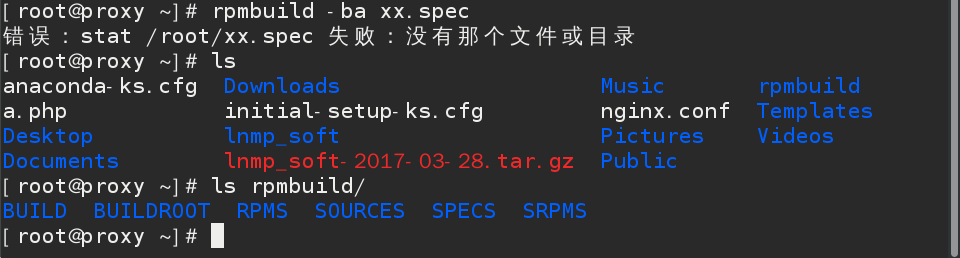 [root@proxy ~]# rpmbuild -ba xx.spec
错误：stat /root/xx.spec 失败：没有那个文件或目录
[root@proxy ~]# ls
anaconda-ks.cfg  Downloads                    Music       rpmbuild
a.php            initial-setup-ks.cfg         nginx.conf  Templates
Desktop          lnmp_soft                    Pictures    Videos
Documents        lnmp_soft-2017-03-28.tar.gz  Public
[root@proxy ~]# ls rpmbuild/
BUILD  BUILDROOT  RPMS  SOURCES  SPECS  SRPMS
[root@proxy ~]#